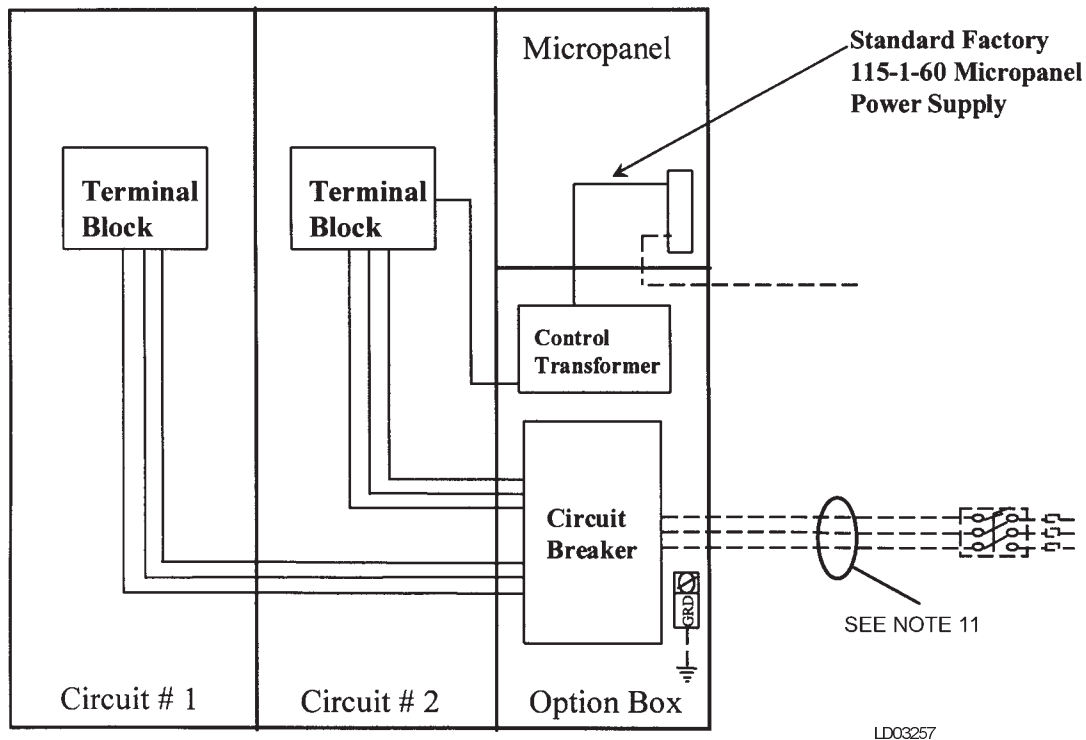 Micropanel
Standard Factory
115-1-60 Micropanel
Power Supply
Terminal
Block
Terminal
Block
Control
Transformer
Circuit
Breaker
GRD
SEE NOTE 11
Circuit # 1
Circuit # 2
Option Box
LD03257